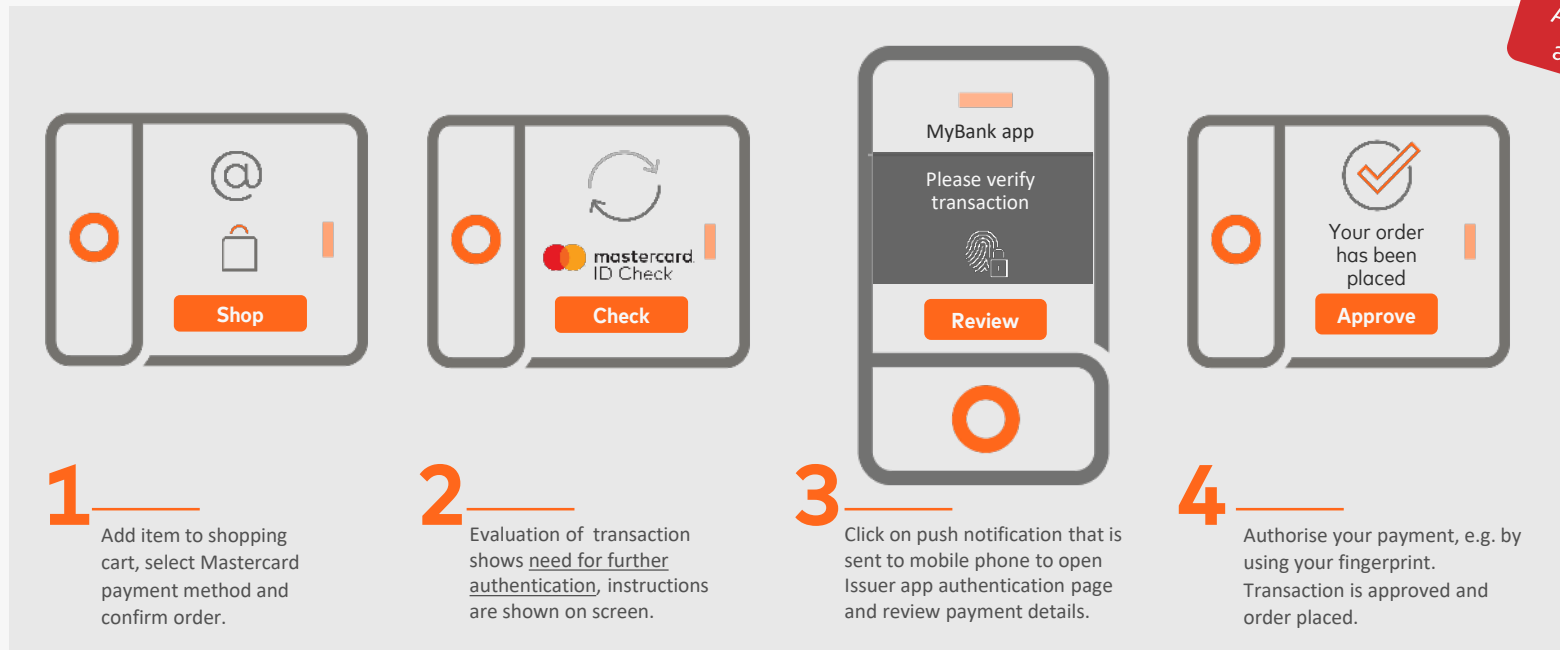 A
a
@
Shop
mastercard
ID Check
Check
MyBank app
Please verify
transaction
Review
Your order
has been
placed
Approve
1
Add item to shopping
cart, select Mastercard
payment method and
confirm order.
2
Evaluation of transaction
shows need for further
authentication, instructions
are shown on screen.
3
Click on push notification that is
sent to mobile phone to open
Issuer app authentication page
and review payment details.
4
Authorise your payment, e.g. by
using your fingerprint.
Transaction is approved and
order placed.